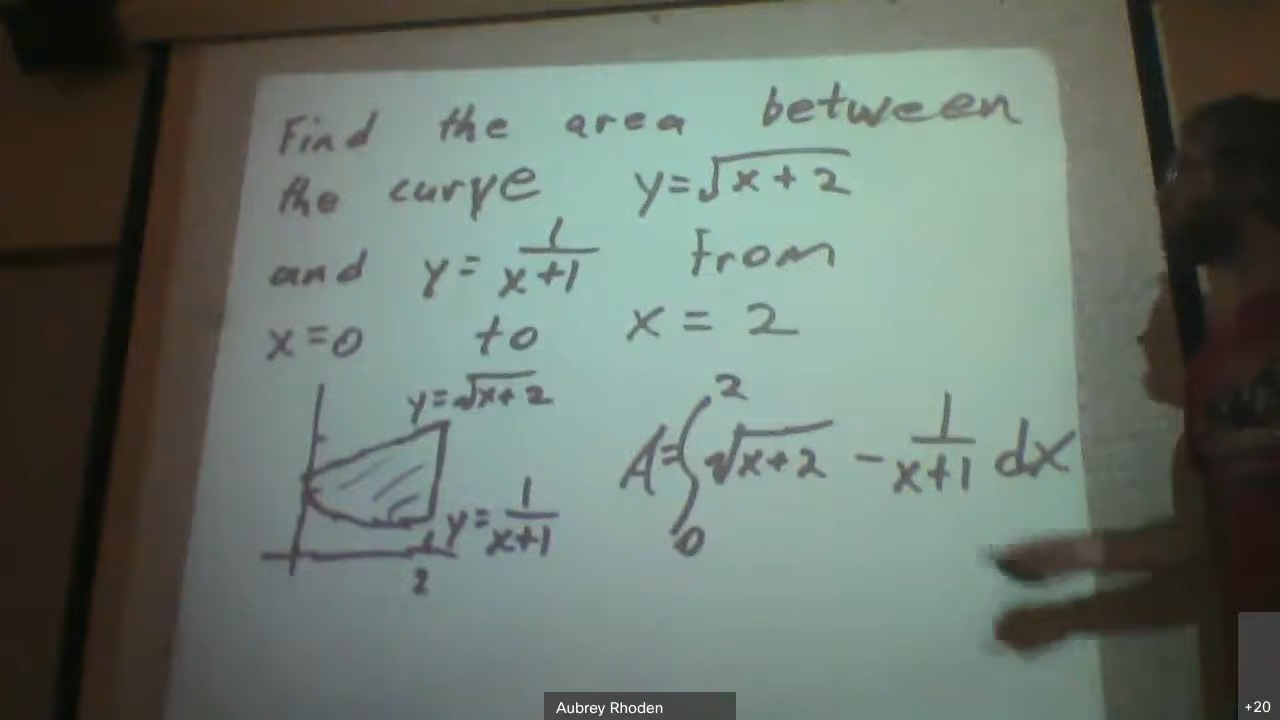 Find the area between
the curve y=√x+2
and y=1/x+1 from
x=0 to x=2
y=√x+2
A=∫₀² √x+2 - 1/x+1 dx
y=1/x+1
2
Aubrey Rhoden
+20